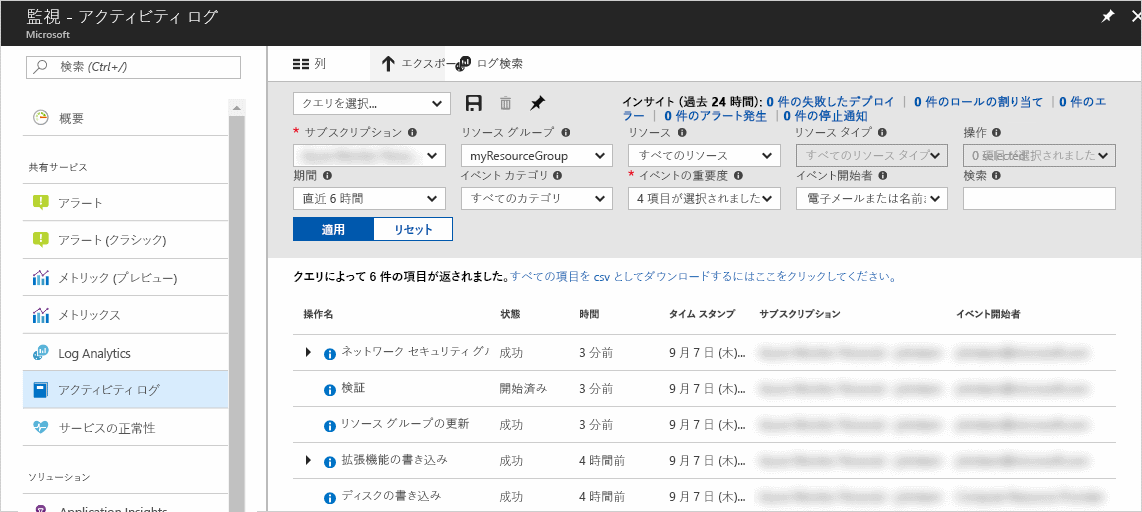 監視 - アクティビティ ログ
Microsoft
検索 (Ctrl+/)
概要
共有サービス
アラート
アラート (クラシック)
メトリック (プレビュー)
メトリックス
Log Analytics
アクティビティ ログ
サービスの正常性
ソリューション
Application Insights
列 エクスポー ログ検索
クエリを選択...
インサイト (過去 24 時間): 0 件の失敗したデプロイ | 0 件のロールの割り当て | 0 件のエ
ラー | 0 件のアラート発生 | 0 件の停止通知
* サブスクリプション リソース グループ リソース リソース タイプ 操作
myResourceGroup すべてのリソース すべてのリソース タイプ 0 項目が選択されました
期間 イベント カテゴリ * イベントの重要度 イベント開始者 検索
直近 6 時間 すべてのカテゴリ 4 項目が選択されました 電子メールまたは名前ま
適用 リセット
クエリによって 6 件の項目が返されました。すべての項目を csv としてダウンロードするにはここをクリックしてください。
操作名 状態 時間 タイム スタンプ サブスクリプション イベント開始者
ネットワーク セキュリティ グル 成功 3 分前 9 月 7 日 (木)...
検証 開始済み 3 分前 9 月 7 日 (木)...
リソース グループの更新 成功 3 分前 9 月 7 日 (木)...
拡張機能の書き込み 成功 4 時間前 9 月 7 日 (木)...
ディスクの書き込み 成功 4 時間前 9 月 7 日 (木)...